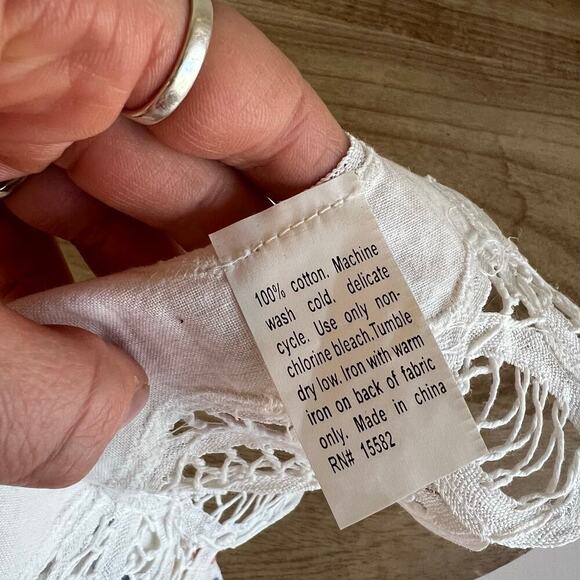 100% cotton. Machine
wash cold, delicate
cycle. Use only non-
chlorine bleach.Tumble
dry low. Iron with warm
iron on back of fabric
only. Made in china
RN# 15582